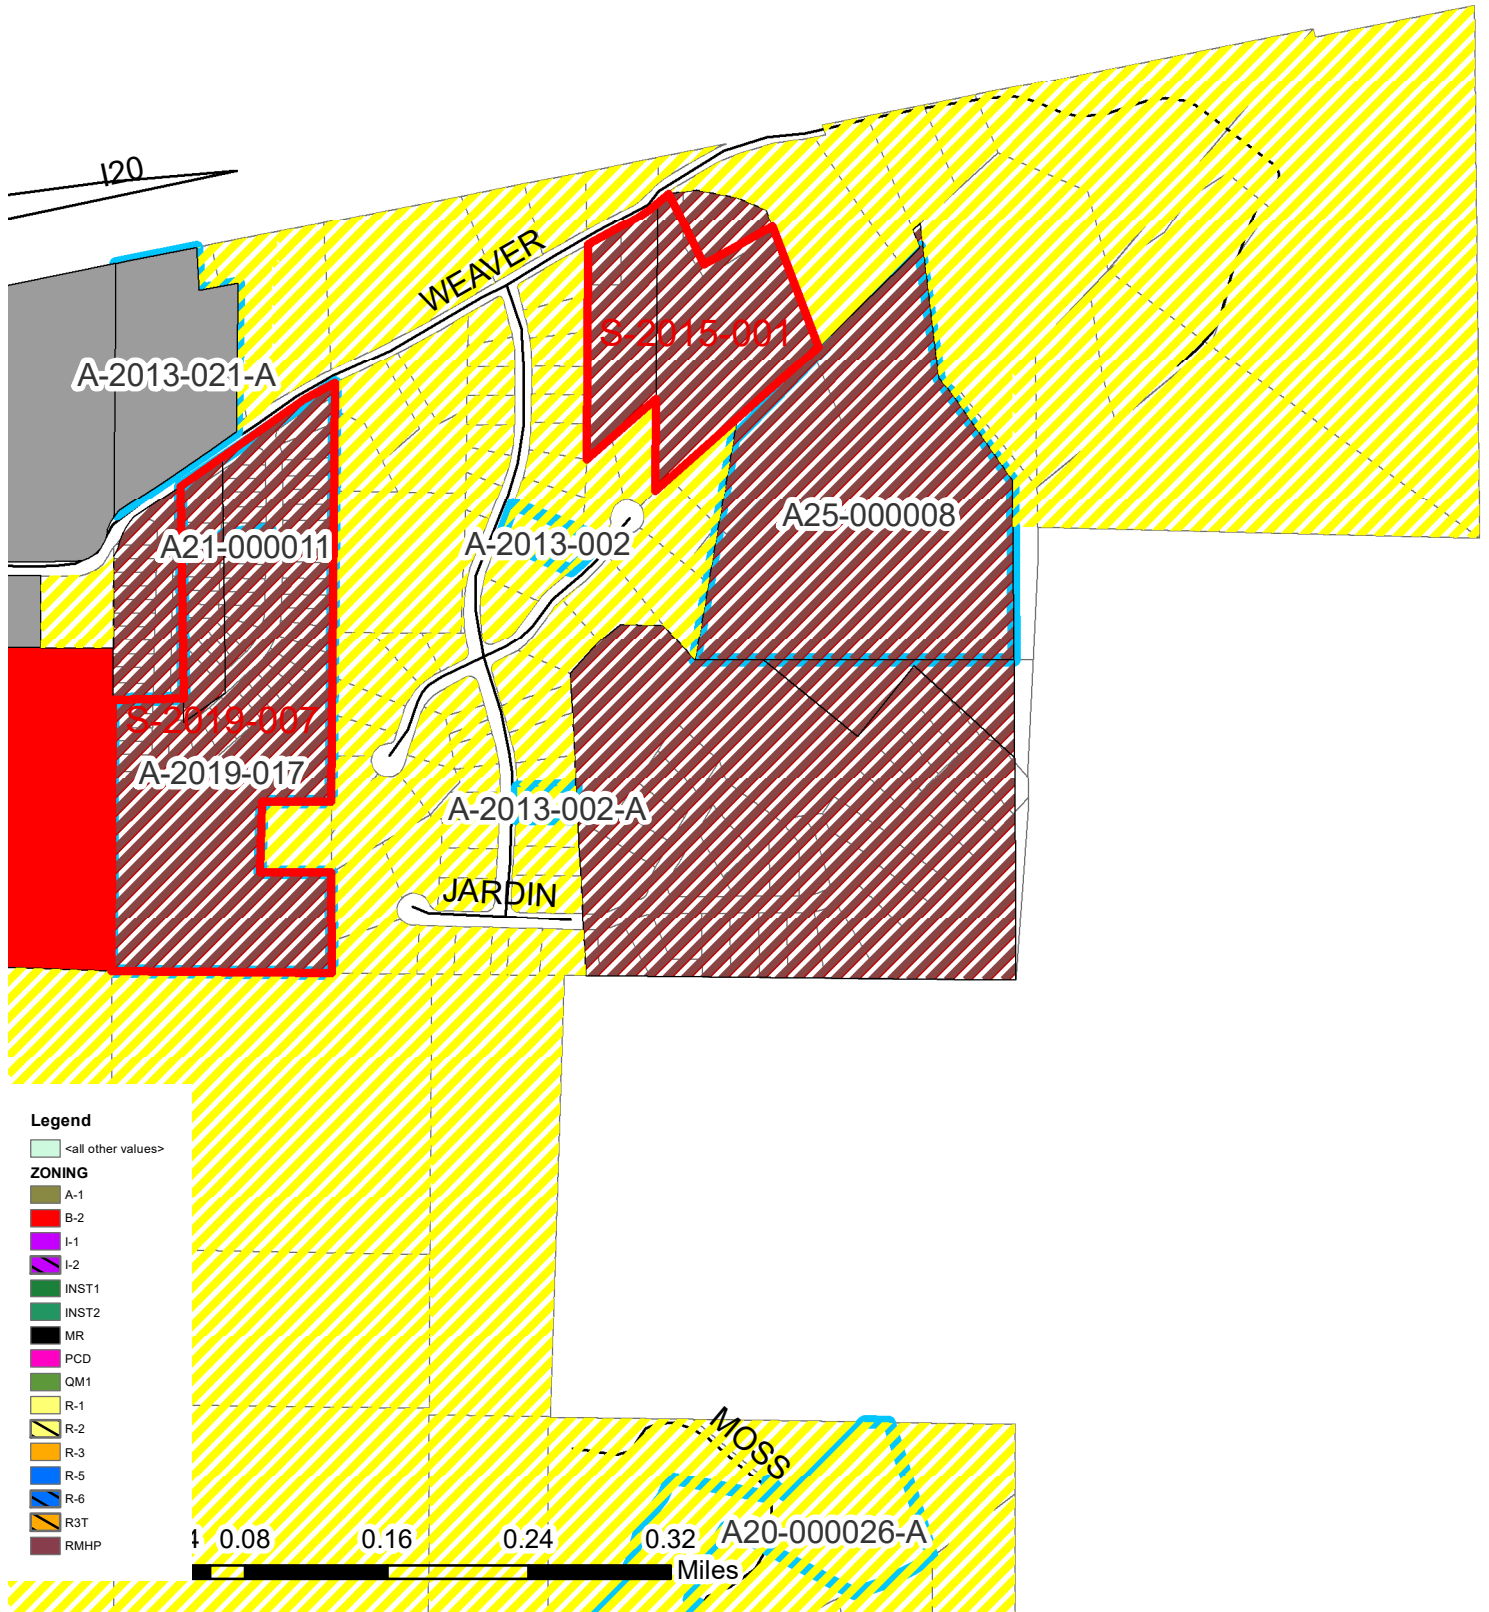 I20
WEAVER
S-2015-001
A-2013-021-A
A25-000008
A21-000011
A-2013-002
S-2019-007
A-2019-017
A-2013-002-A
JARDIN
Legend
<all other values>
ZONING
A-1
B-2
I-1
I-2
INST1
INST2
MR
PCD
QM1
R-1
R-2
R-3
R-5
R-6
R3T
RMHP
MOSS
A20-000026-A
4 0.08 0.16 0.24 0.32
Miles